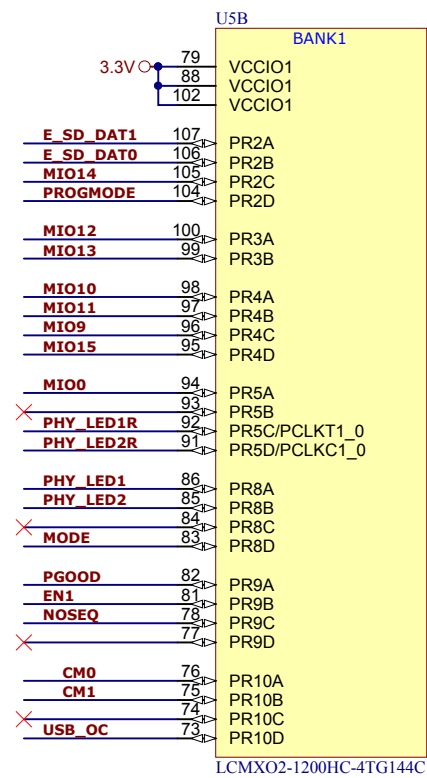 U5B
BANK1
3.3V 79 VCCIO1
88 VCCIO1
102 VCCIO1
E_SD_DAT1 107 PR2A
E_SD_DAT0 106 PR2B
MIO14 105 PR2C
PROGMODE 104 PR2D
MIO12 100 PR3A
MIO13 99 PR3B
MIO10 98 PR4A
MIO11 97 PR4B
MIO9 96 PR4C
MIO15 95 PR4D
MIO0 94 PR5A
93 PR5B
PHY_LED1R 92 PR5C/PCLKT1_0
PHY_LED2R 91 PR5D/PCLKC1_0
PHY_LED1 86 PR8A
PHY_LED2 85 PR8B
84 PR8C
MODE 83 PR8D
PGOOD 82 PR9A
EN1 81 PR9B
NOSEQ 78 PR9C
77 PR9D
CM0 76 PR10A
CM1 75 PR10B
74 PR10C
USB_OC 73 PR10D
LCMXO2-1200HC-4TG144C